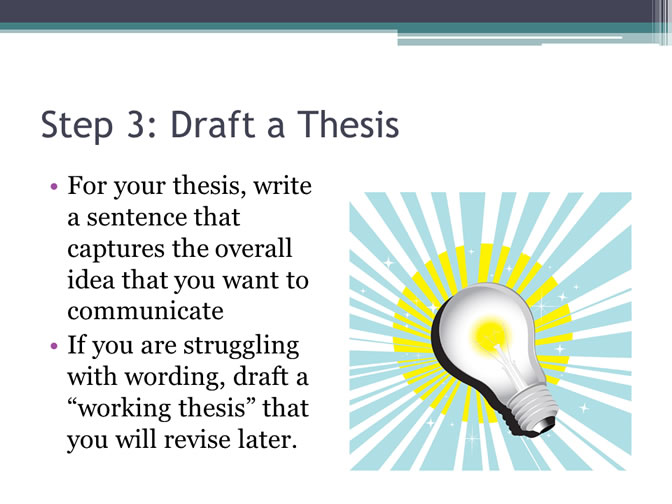 Step 3: Draft a Thesis
• For your thesis, write
a sentence that
captures the overall
idea that you want to
communicate
• If you are struggling
with wording, draft a
“working thesis” that
you will revise later.